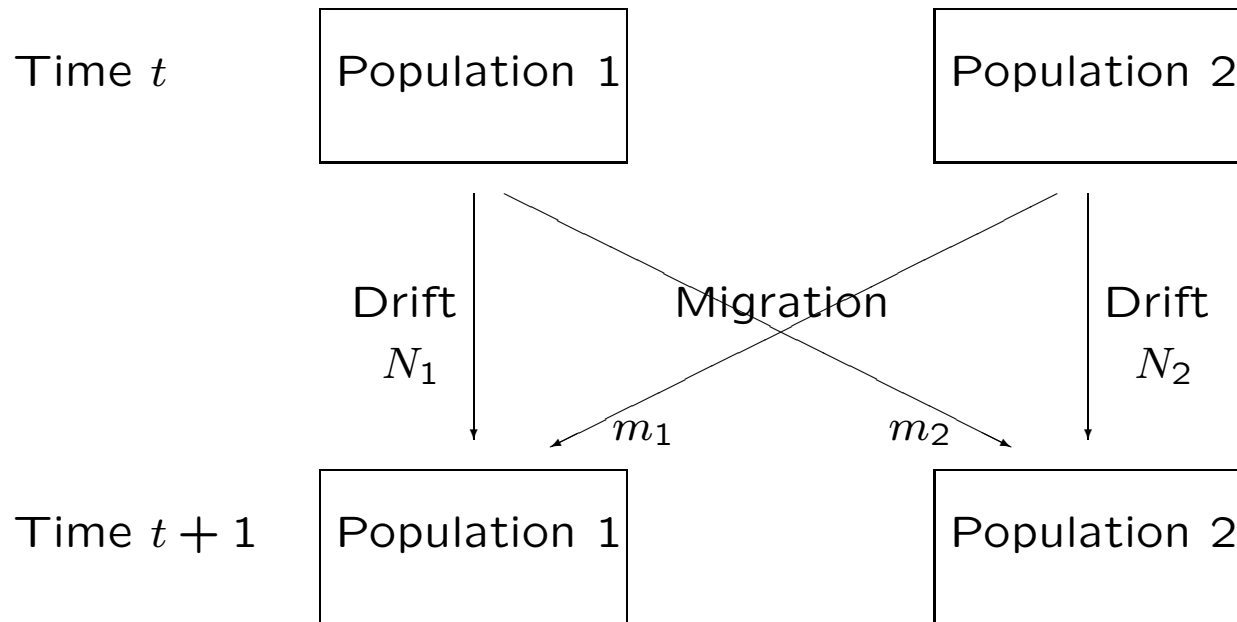 Time t Population 1 Population 2
Drift Migration Drift
N₁ N₂
m₁ m₂
Time t + 1 Population 1 Population 2